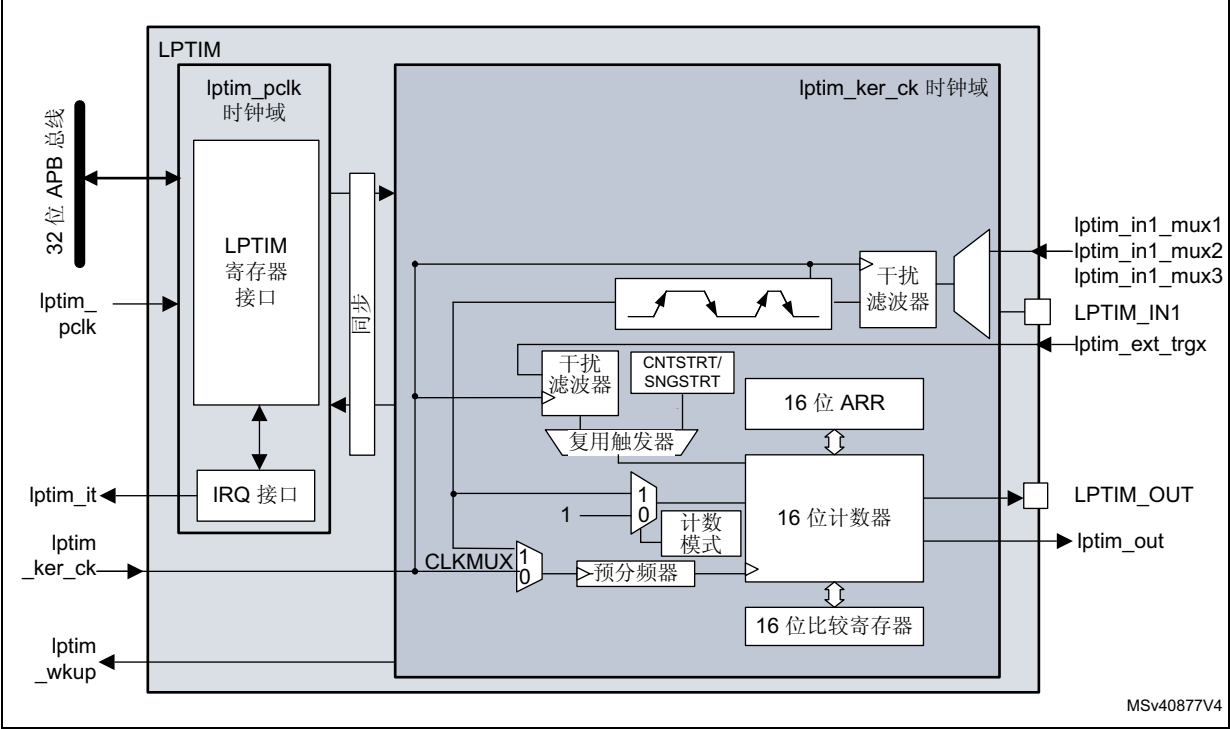 LPTIM
lptim_pclk
时钟域
lptim_ker_ck 时钟域
32 位 APB 总线
LPTIM
寄存器
接口
lptim_
pclk
同步
干扰
滤波器
lptim_in1_mux1
lptim_in1_mux2
lptim_in1_mux3
LPTIM_IN1
lptim_ext_trgx
干扰
滤波器
CNTSTRT/
SNGSTRT
16 位 ARR
复用触发器
lptim_it
IRQ 接口
1
1
0
计数
模式
16 位计数器
LPTIM_OUT
lptim_out
lptim
_ker_ck
CLKMUX
1
0
预分频器
16 位比较寄存器
lptim
_wkup
MSv40877V4